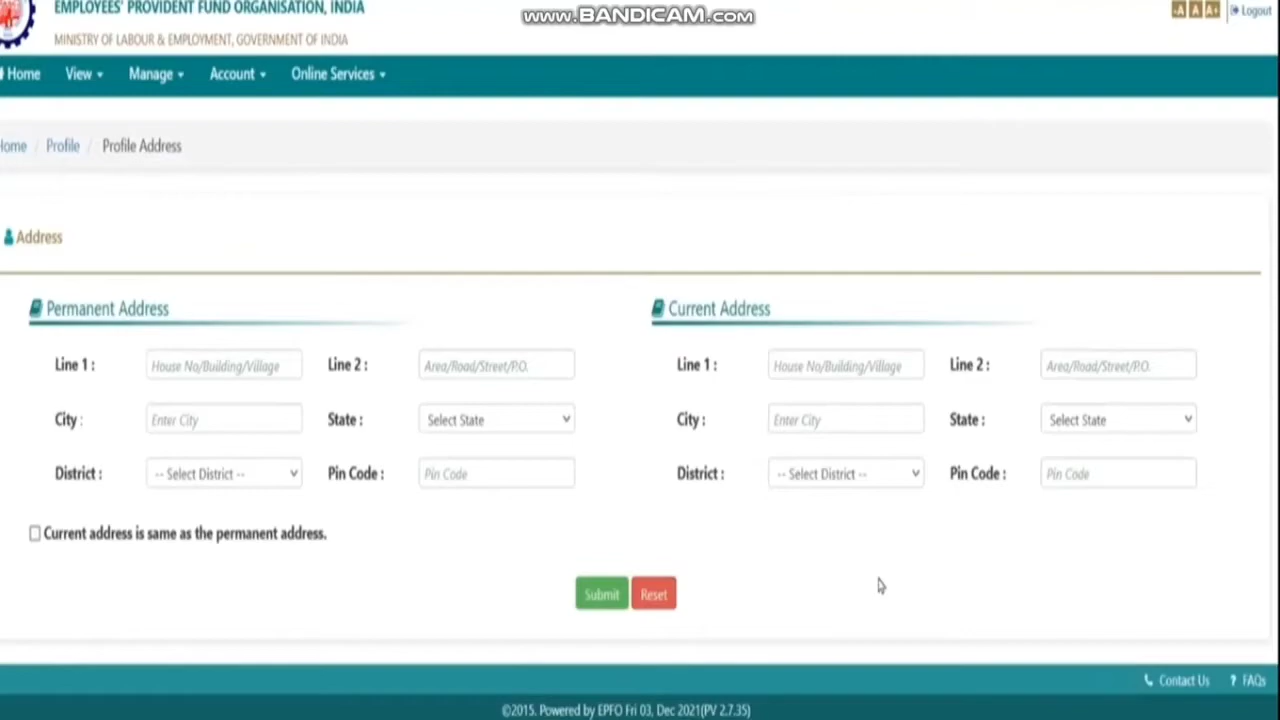 EMPLOYEES' PROVIDENT FUND ORGANISATION, INDIA
www.BANDICAM.com
-A A A+ Logout
MINISTRY OF LABOUR & EMPLOYMENT, GOVERNMENT OF INDIA
Home View Manage Account Online Services
Home / Profile / Profile Address
Address
Permanent Address
Line 1 : House No/Building/Village Line 2 : Area/Road/Street/P.O.
City : Enter City State : Select State
District : -- Select District -- Pin Code : Pin Code
Current address is same as the permanent address.
Current Address
Line 1 : House No/Building/Village Line 2 : Area/Road/Street/P.O.
City : Enter City State : Select State
District : -- Select District -- Pin Code : Pin Code
Submit Reset
Contact Us ? FAQs
©2015. Powered by EPFO Fri 03, Dec 2021(PV 2.7.35)